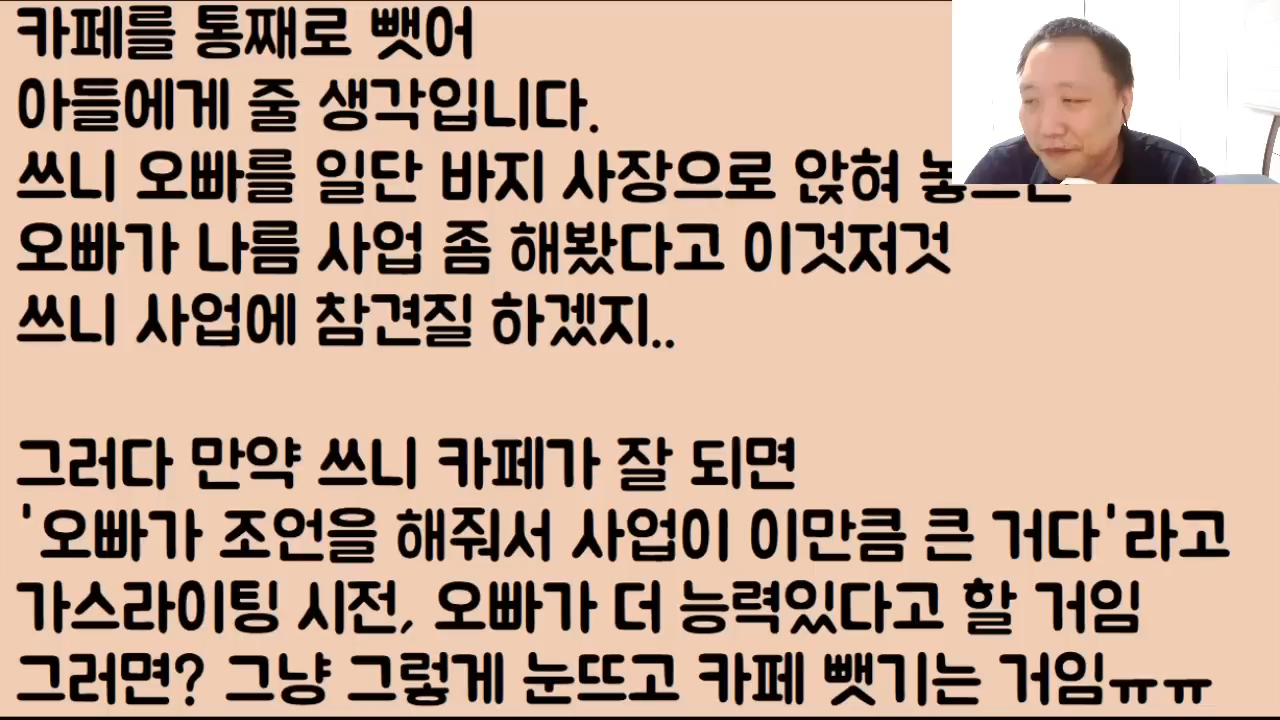 카페를 통째로 뺏어
아들에게 줄 생각입니다.
쓰니 오빠를 일단 바지 사장으로 앉혀
오빠가 나름 사업 좀 해봤다고 이것저것
쓰니 사업에 참견질 하겠지..
그러다 만약 쓰니 카페가 잘 되면
'오빠가 조언을 해줘서 사업이 이만큼 큰 거다'라고
가스라이팅 시전, 오빠가 더 능력있다고 할 거임
그러면? 그냥 그렇게 눈뜨고 카페 뺏기는 거임ㅠㅠ